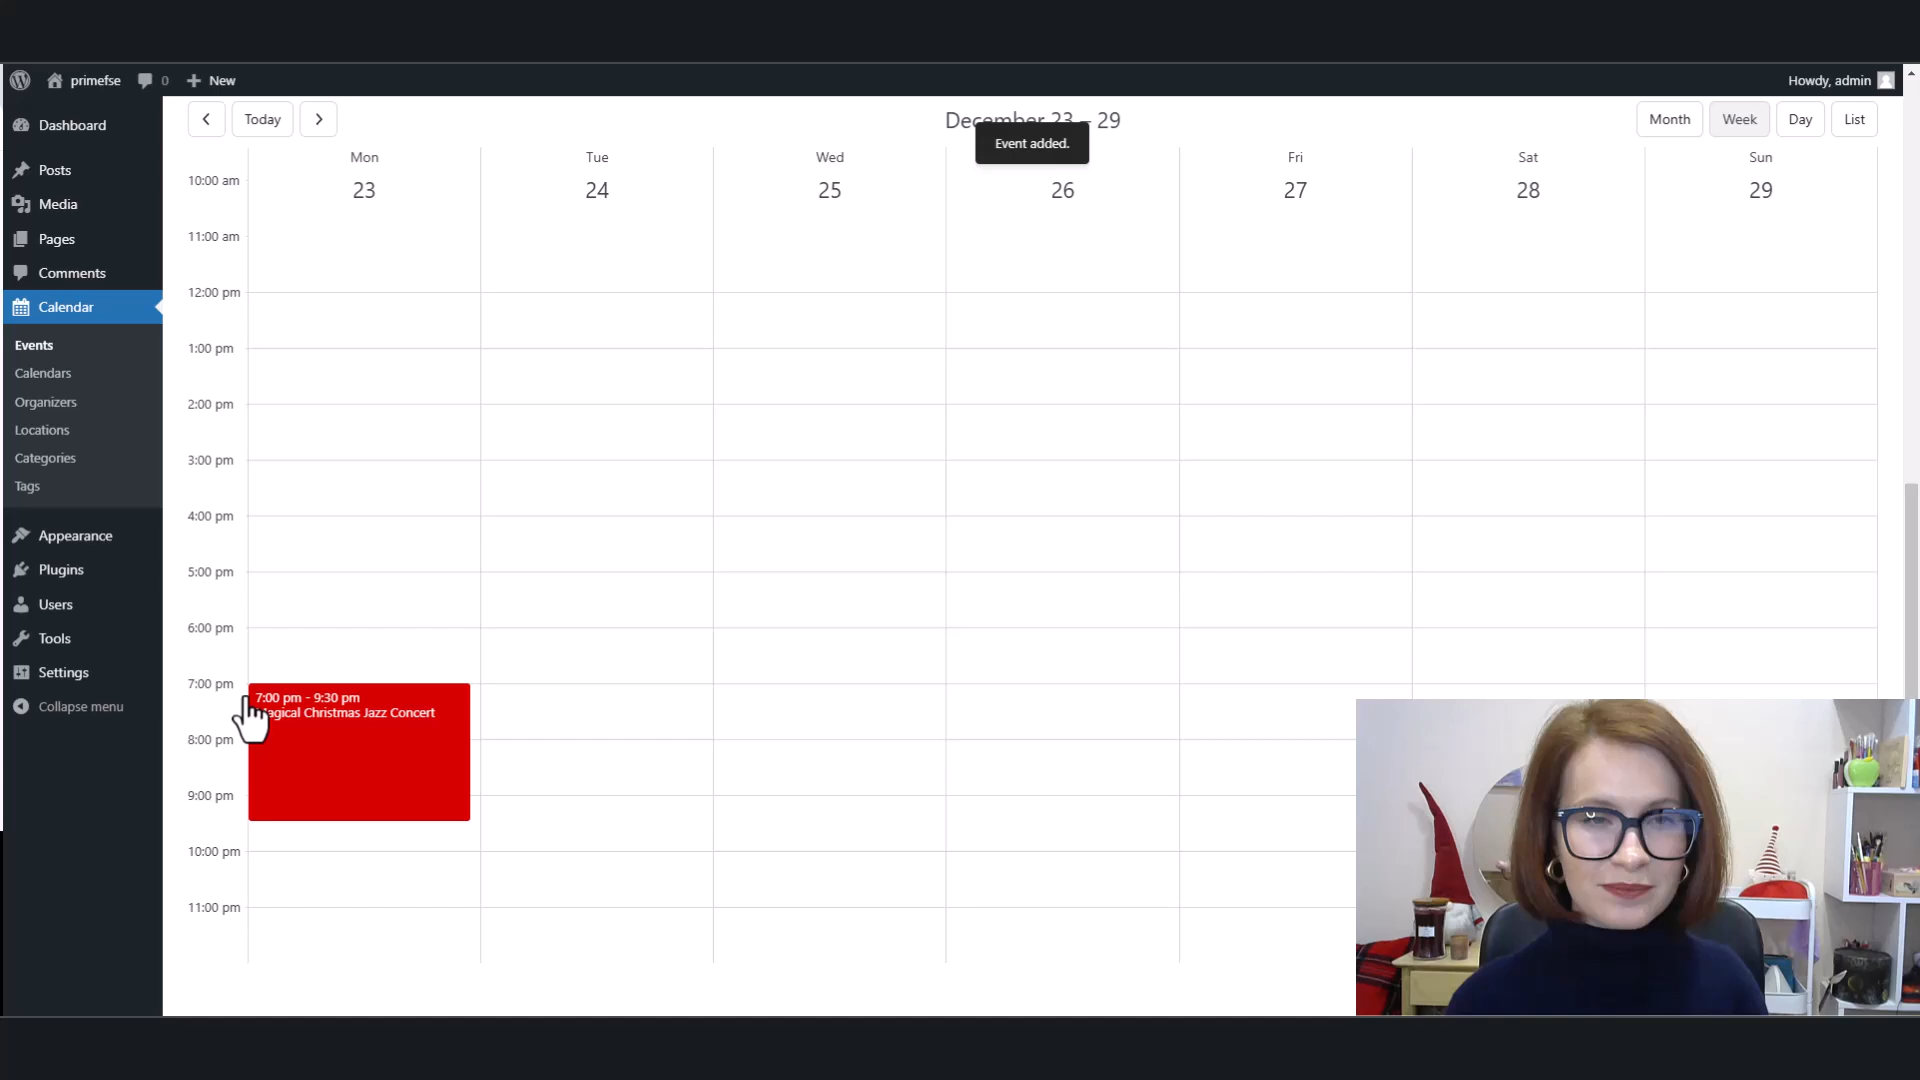 primefse
0
New
Howdy, admin
Dashboard
Posts
Media
Pages
Comments
Calendar
Events
Calendars
Organizers
Locations
Categories
Tags
Appearance
Plugins
Users
Tools
Settings
Collapse menu
Today
December 23 – 29
Event added.
Month
Week
Day
List
Mon
Tue
Wed
Fri
Sat
Sun
23
24
25
26
27
28
29
10:00 am
11:00 am
12:00 pm
1:00 pm
2:00 pm
3:00 pm
4:00 pm
5:00 pm
6:00 pm
7:00 pm
8:00 pm
9:00 pm
10:00 pm
11:00 pm
7:00 pm - 9:30 pm
Magical Christmas Jazz Concert